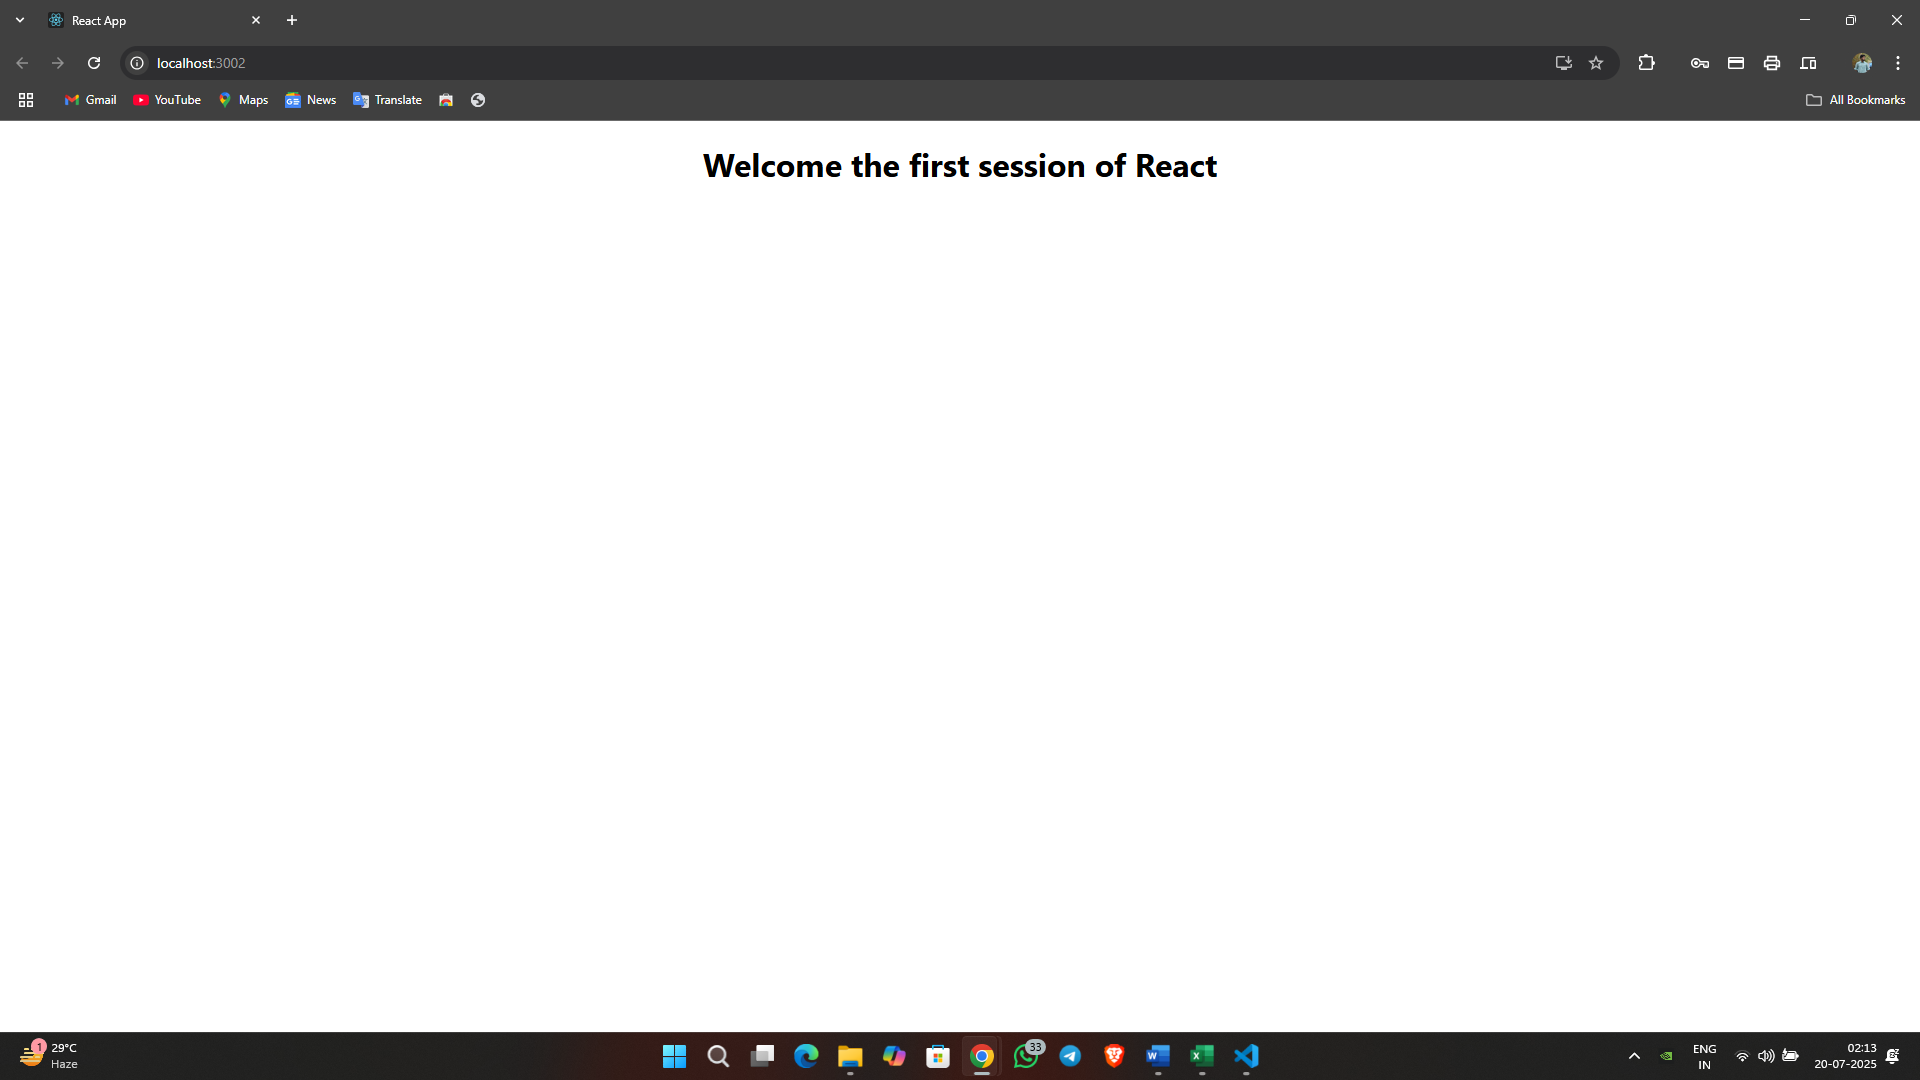 React App
localhost:3002
Gmail
YouTube
Maps
News
Translate
All Bookmarks
Welcome the first session of React
1
29°C
Haze
33
ENG
IN
02:13
20-07-2025